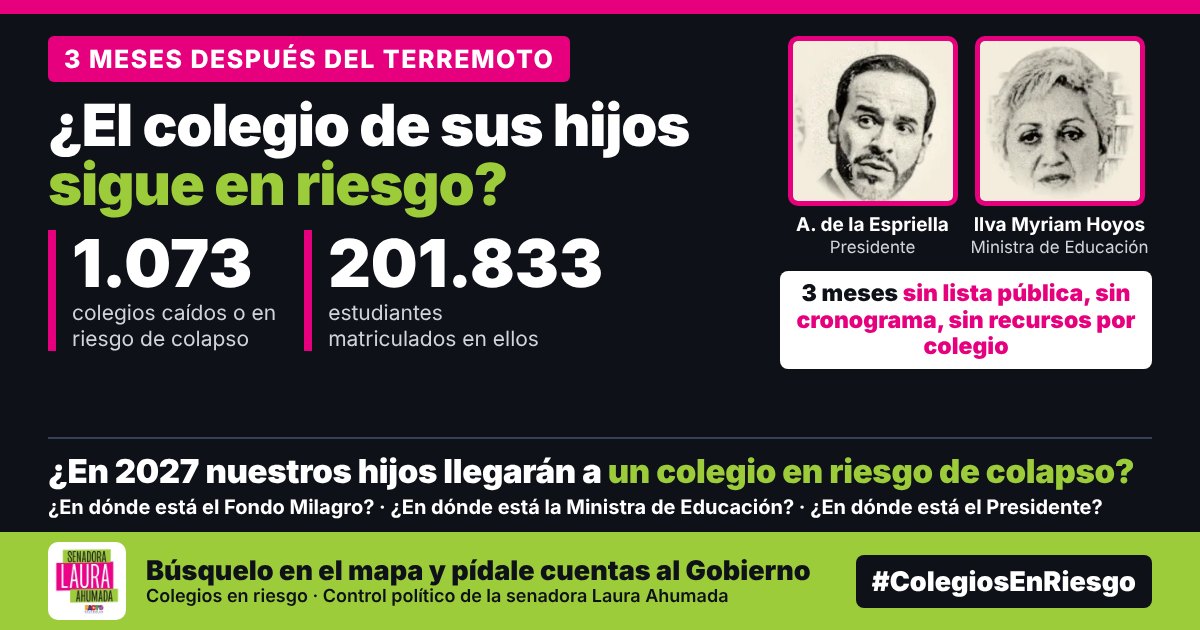 3 MESES DESPUÉS DEL TERREMOTO
¿El colegio de sus hijos
sigue en riesgo?
1.073
colegios caídos o en
riesgo de colapso
201.833
estudiantes
matriculados en ellos
A. de la Espriella
Presidente
Ilva Myriam Hoyos
Ministra de Educación
3 meses sin lista pública, sin
cronograma, sin recursos por
colegio
¿En 2027 nuestros hijos llegarán a un colegio en riesgo de colapso?
¿En dónde está el Fondo Milagro? · ¿En dónde está la Ministra de Educación? · ¿En dónde está el Presidente?
SENADORA
LAURA
AHUMADA
Búsquelo en el mapa y pídale cuentas al Gobierno
Colegios en riesgo · Control político de la senadora Laura Ahumada
#ColegiosEnRiesgo